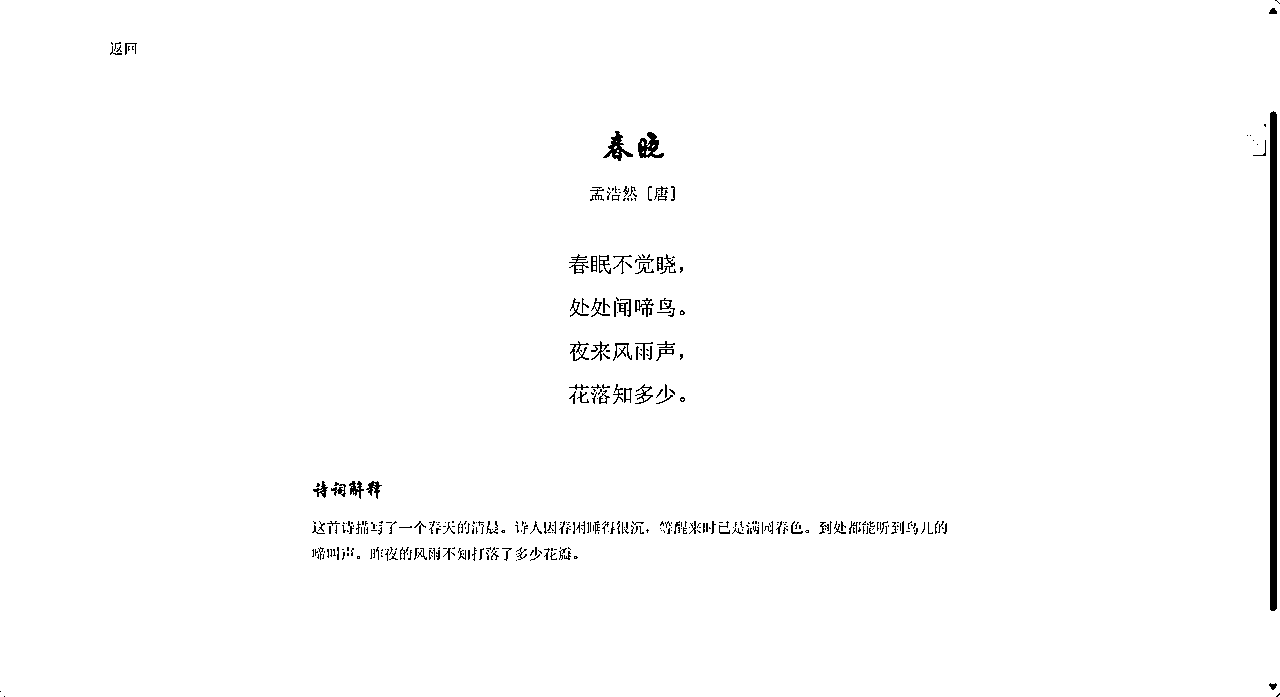 返回
春晓
孟浩然 [唐]
春眠不觉晓，
处处闻啼鸟。
夜来风雨声，
花落知多少。
诗词解释
这首诗描写了一个春天的清晨。诗人因春困睡得很沉，等醒来时已是满园春色。到处都能听到鸟儿的
啼叫声。昨夜的风雨不知打落了多少花瓣。